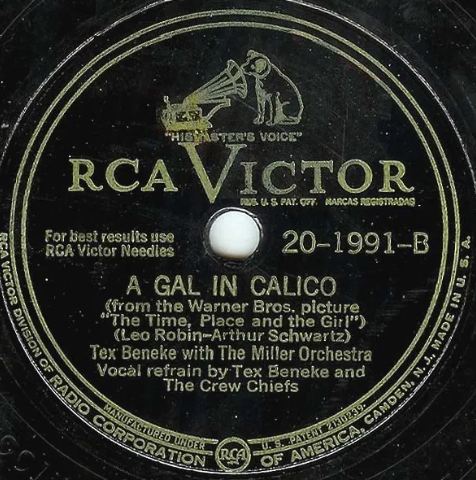 "HIS MASTER'S VOICE"
RCA VICTOR
REG. U. S. PAT. OFF. MARCAS REGISTRADAS
For best results use
RCA Victor Needles
20-1991-B
A GAL IN CALICO
(from the Warner Bros. picture
"The Time, Place and the Girl")
(Leo Robin-Arthur Schwartz)
Tex Beneke with The Miller Orchestra
Vocal refrain by Tex Beneke and
The Crew Chiefs
MANUFACTURED UNDER
RCA
U. S. PATENT 2130239
RCA VICTOR DIVISION OF RADIO CORPORATION OF AMERICA, CAMDEN, N. J., MADE IN U. S. A.